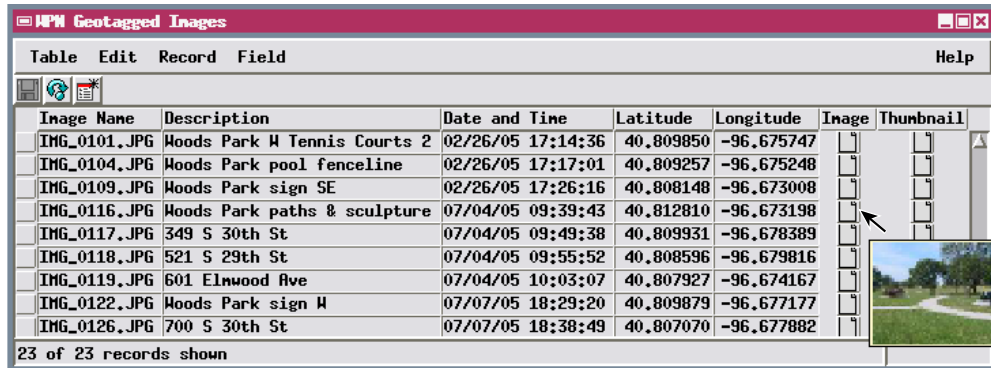 WPN Geotagged Images
Table Edit Record Field Help
Image Name Description Date and Time Latitude Longitude Image Thumbnail
IMG_0101.JPG Woods Park W Tennis Courts 2 02/26/05 17:14:36 40.809850 -96.675747
IMG_0104.JPG Woods Park pool fenceline 02/26/05 17:17:01 40.809257 -96.675248
IMG_0109.JPG Woods Park sign SE 02/26/05 17:26:16 40.808148 -96.673008
IMG_0116.JPG Woods Park paths & sculpture 07/04/05 09:39:43 40.812810 -96.673198
IMG_0117.JPG 349 S 30th St 07/04/05 09:49:38 40.809931 -96.678389
IMG_0118.JPG 521 S 29th St 07/04/05 09:55:52 40.808596 -96.679816
IMG_0119.JPG 601 Elmwood Ave 07/04/05 10:03:07 40.807927 -96.674167
IMG_0122.JPG Woods Park sign W 07/07/05 18:29:20 40.809879 -96.677177
IMG_0126.JPG 700 S 30th St 07/07/05 18:38:49 40.807070 -96.677882
23 of 23 records shown